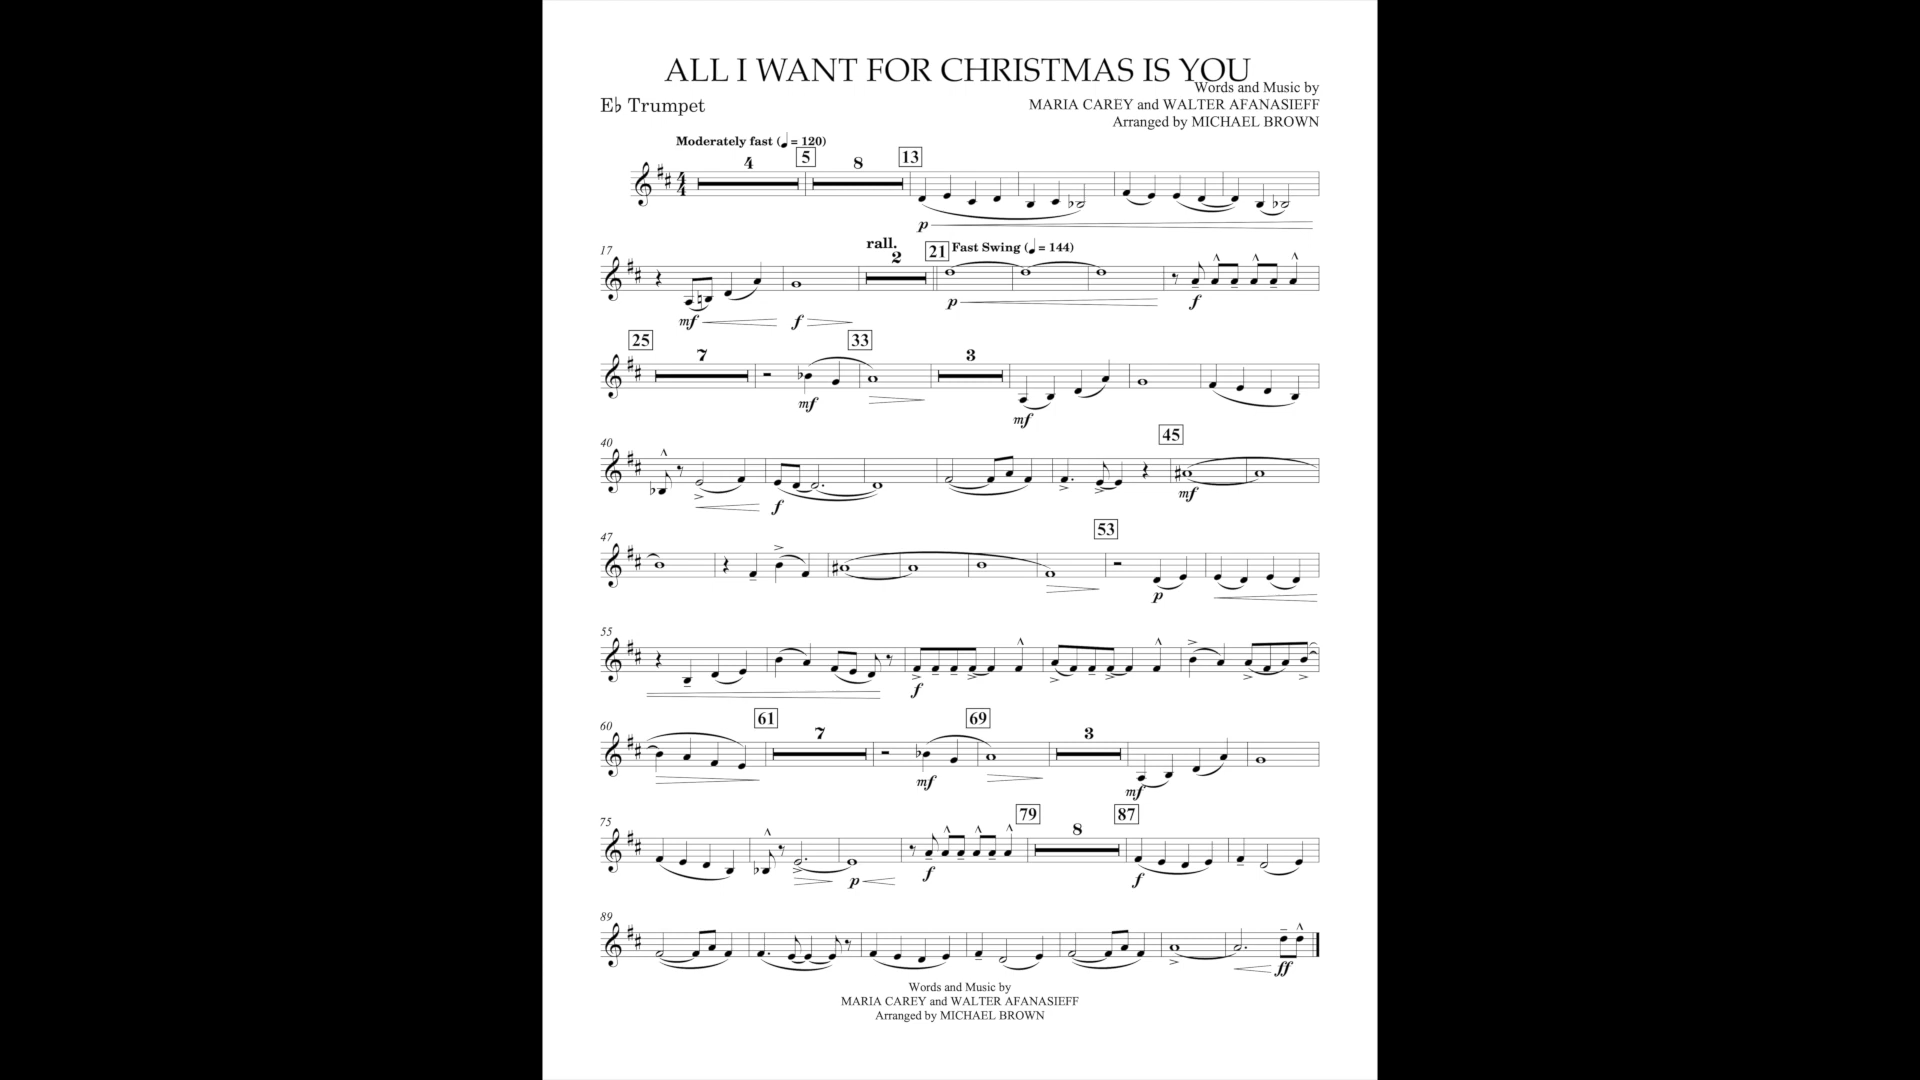 ALL I WANT FOR CHRISTMAS IS YOU
Words and Music by
E♭ Trumpet
MARIA CAREY and WALTER AFANASIEFF
Arranged by MICHAEL BROWN
Moderately fast (♩ = 120)
4 5 8 13
4
4
p
17 rall. 2 21 Fast Swing (♩ = 144)
mf f p f
25 7 33 3
mf mf
40 45
f mf
47 53
p
55
f
60 61 7 69 3
mf mf
75 79 8 87
p f f
89
ff
Words and Music by
MARIA CAREY and WALTER AFANASIEFF
Arranged by MICHAEL BROWN